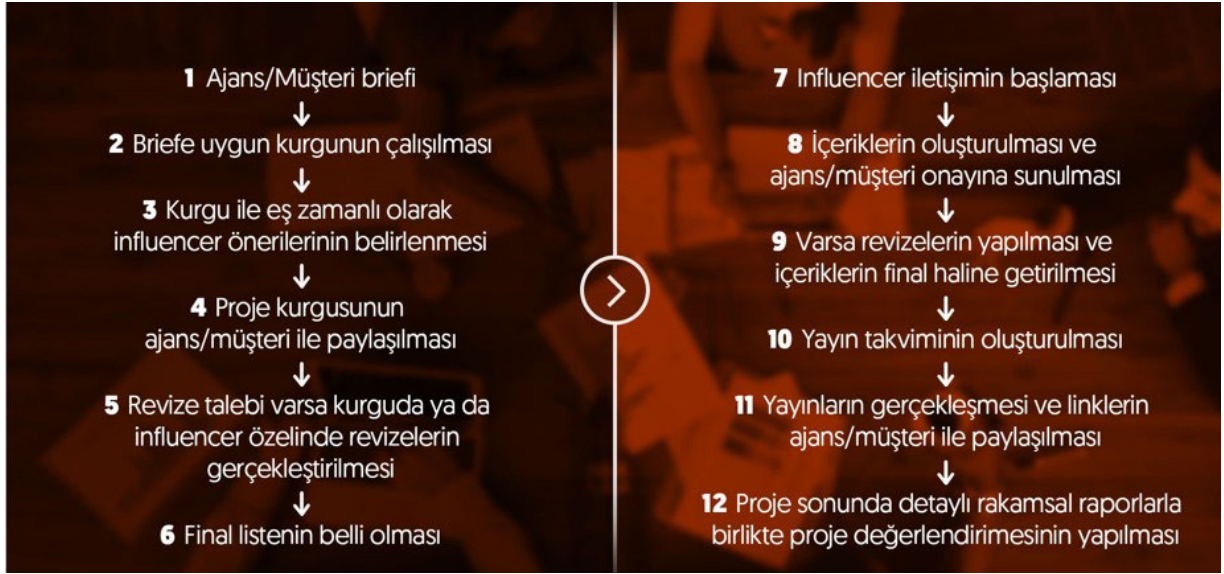 1 Ajans/Müşteri briefi
2 Briefe uygun kurgunun çalışılması
3 Kurgu ile eş zamanlı olarak
influencer önerilerinin belirlenmesi
4 Proje kurgusunun
ajans/müşteri ile paylaşılması
5 Revize talebi varsa kurguda ya da
influencer özelinde revizelerin
gerçekleştirilmesi
6 Final listenin belli olması
7 Influencer iletişimin başlaması
8 İçeriklerin oluşturulması ve
ajans/müşteri onayına sunulması
9 Varsa revizelerin yapılması ve
içeriklerin final haline getirilmesi
10 Yayın takviminin oluşturulması
11 Yayınların gerçekleşmesi ve linklerin
ajans/müşteri ile paylaşılması
12 Proje sonunda detaylı rakamsal raporlarla
birlikte proje değerlendirimesinin yapılması